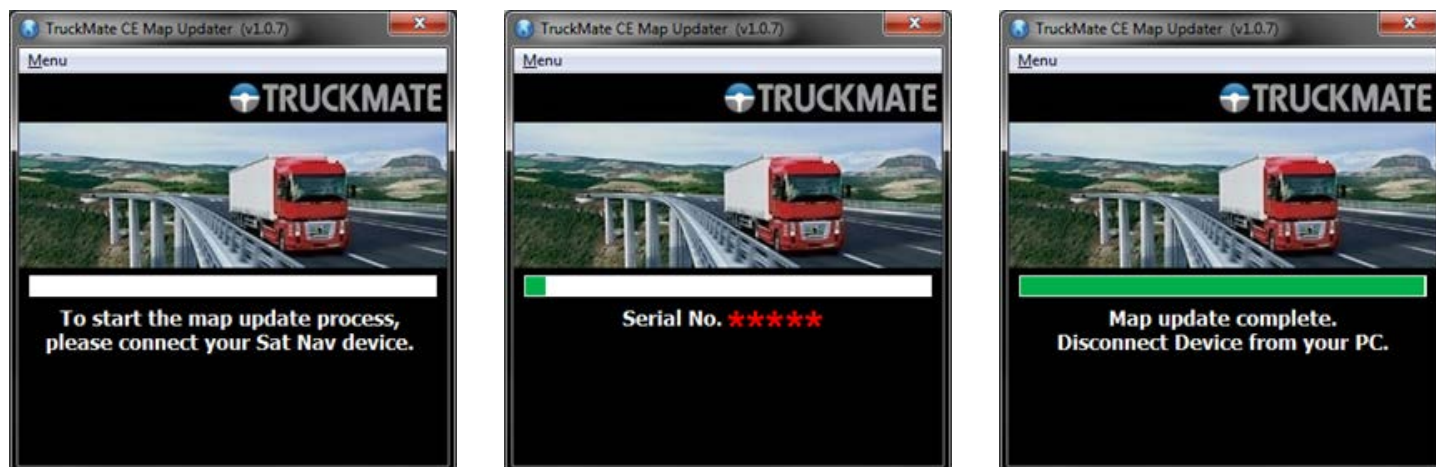 TruckMate CE Map Updater (v1.0.7)
Menu
TRUCKMATE
To start the map update process,
please connect your Sat Nav device.
TruckMate CE Map Updater (v1.0.7)
Menu
TRUCKMATE
Serial No. *****
TruckMate CE Map Updater (v1.0.7)
Menu
TRUCKMATE
Map update complete.
Disconnect Device from your PC.